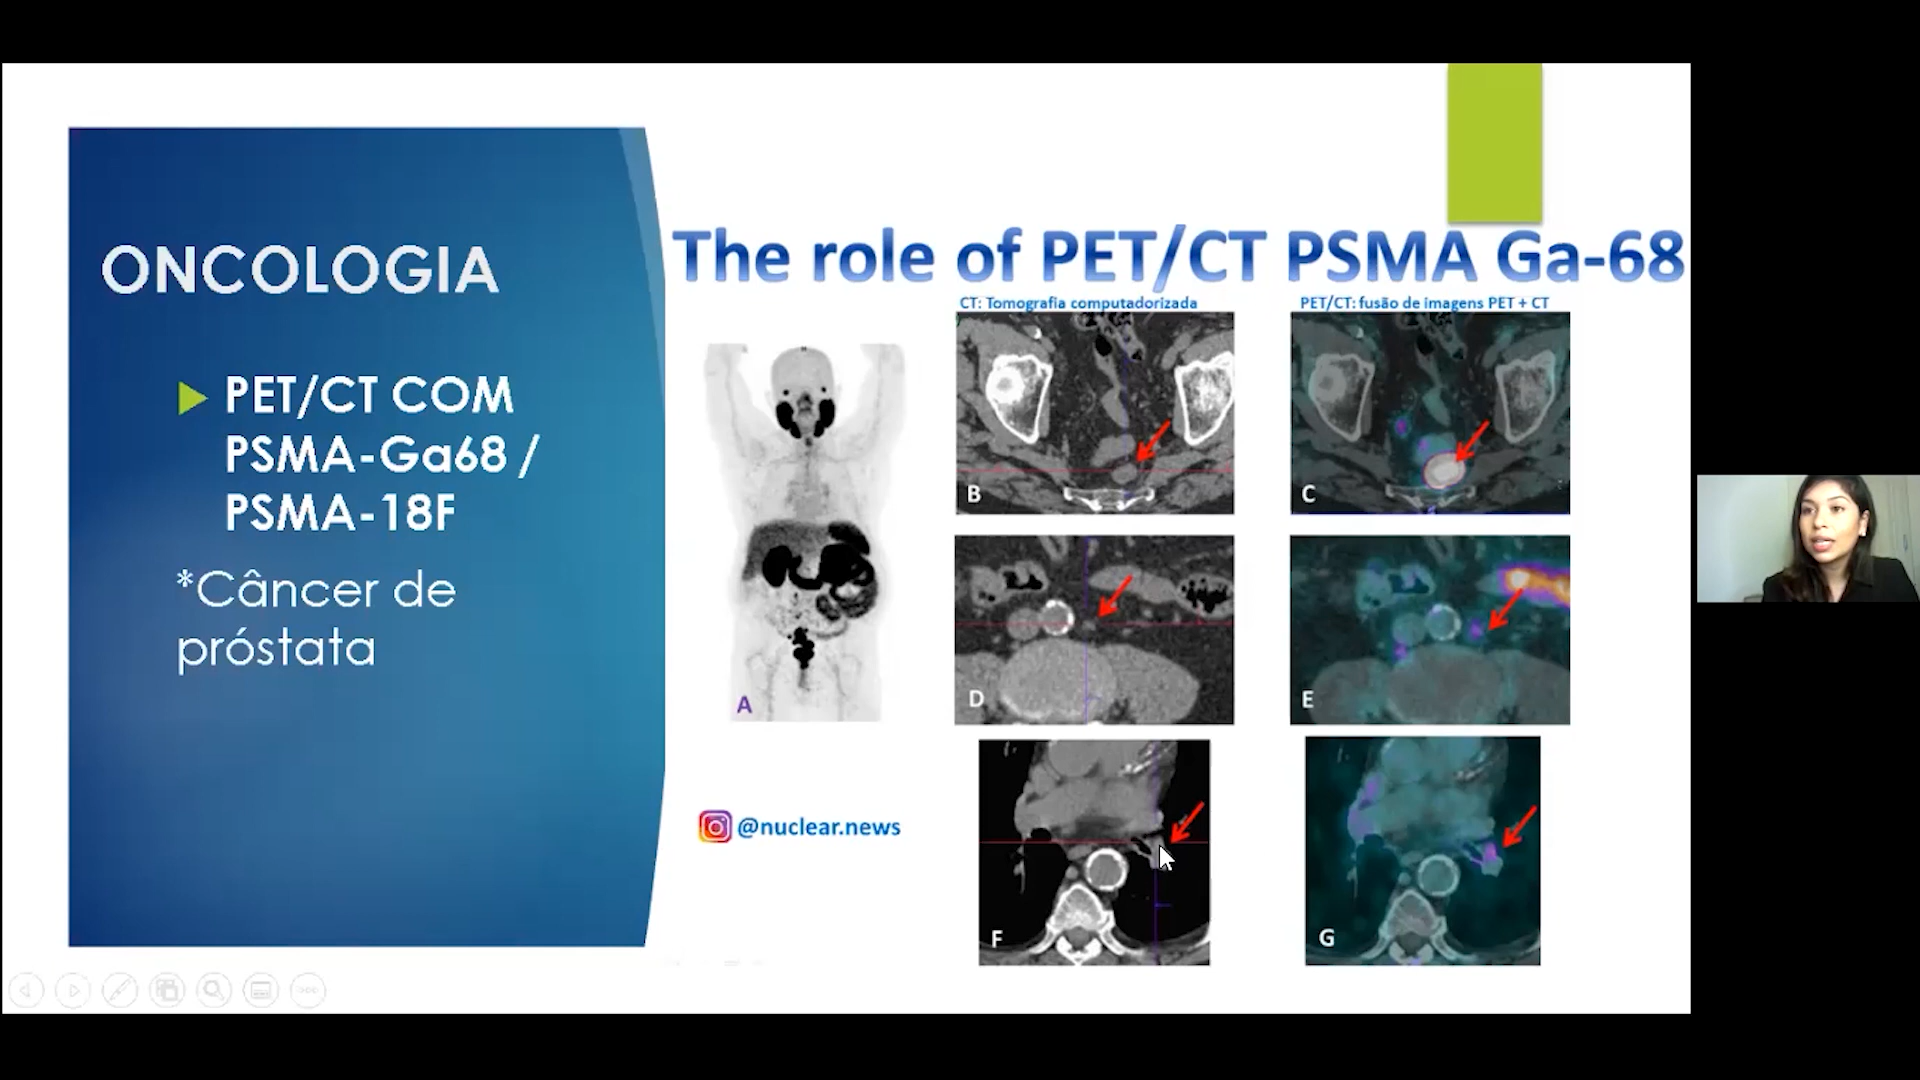 ONCOLOGIA
PET/CT COM
PSMA-Ga68 /
PSMA-18F
*Câncer de
próstata
The role of PET/CT PSMA Ga-68
CT: Tomografia computadorizada
PET/CT: fusão de imagens PET + CT
A
B
C
D
E
F
G
@nuclear.news